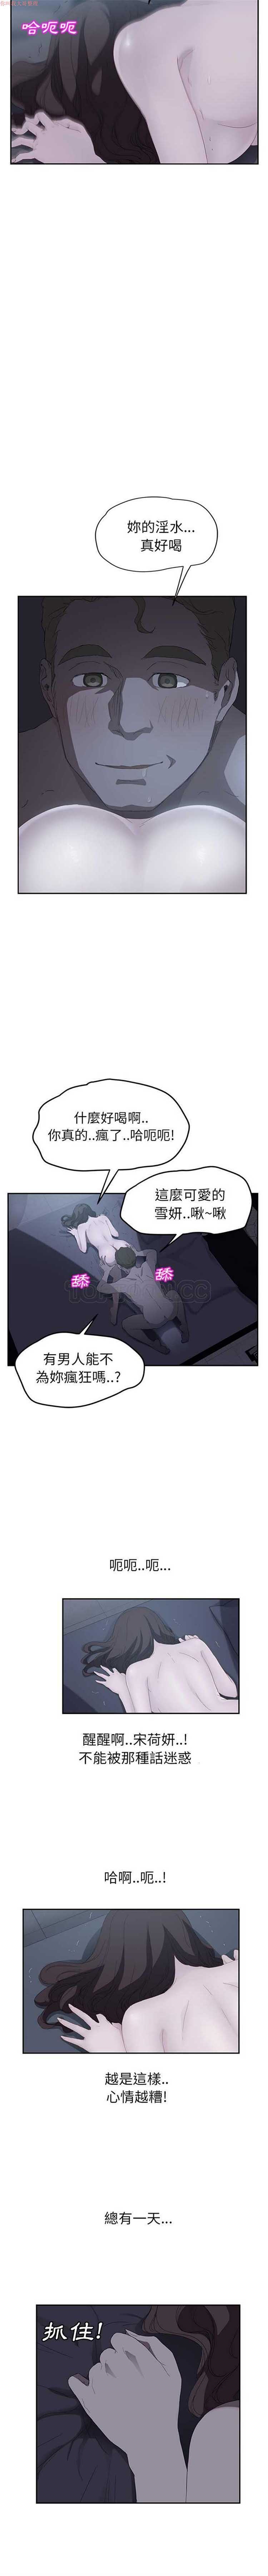 哈呃呃
妳的淫水...
真好喝
什麼好喝啊..
你真的..瘋了..哈呃呃!
這麼可愛的
雪妍..啾~啾
舔
舔
有男人能不
為妳瘋狂嗎..?
呃呃..呃...
醒醒啊..宋荷妍..!
不能被那種話迷惑
哈啊..呃..!
越是這樣..
心情越糟!
總有一天...
抓住!